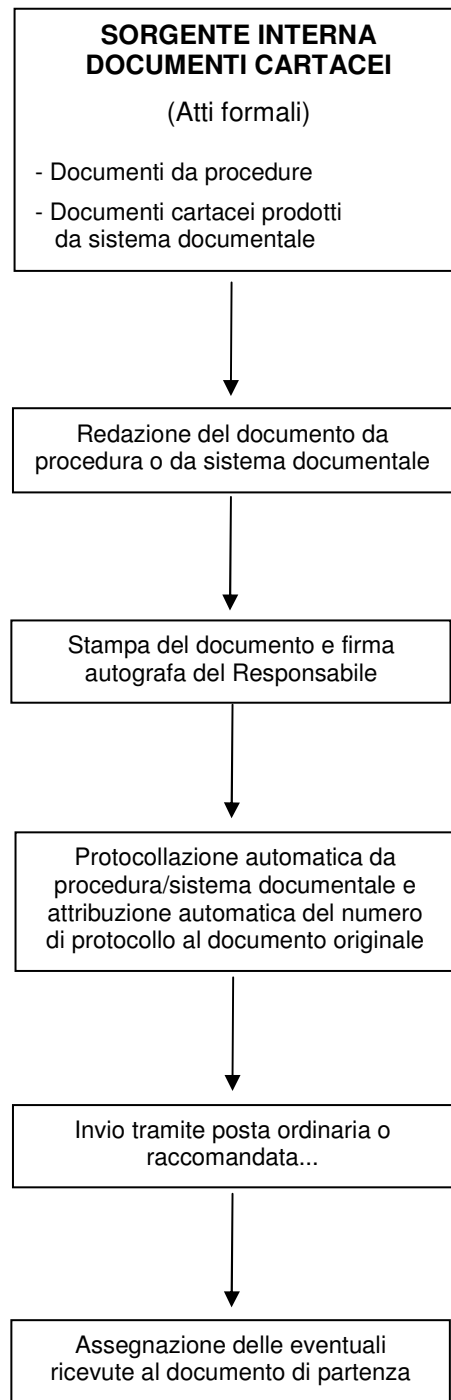 SORGENTE INTERNA
DOCUMENTI CARTACEI
(Atti formali)
- Documenti da procedure
- Documenti cartacei prodotti
da sistema documentale
Redazione del documento da
procedura o da sistema documentale
Stampa del documento e firma
autografa del Responsabile
Protocollazione automatica da
procedura/sistema documentale e
attribuzione automatica del numero
di protocollo al documento originale
Invio tramite posta ordinaria o
raccomandata...
Assegnazione delle eventuali
ricevute al documento di partenza